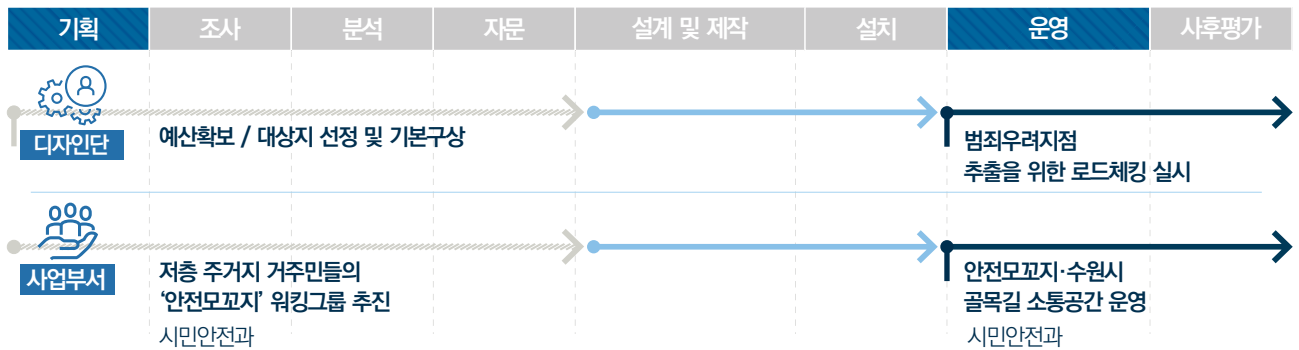 기획 조사 분석 자문 설계 및 제작 설치 운영 사후평가
디자인단
예산확보 / 대상지 선정 및 기본구상
범죄우려지점
추출을 위한 로드체킹 실시
사업부서
저층 주거지 거주민들의
‘안전모꼬지’ 워킹그룹 추진
시민안전과
안전모꼬지·수원시
골목길 소통공간 운영
시민안전과